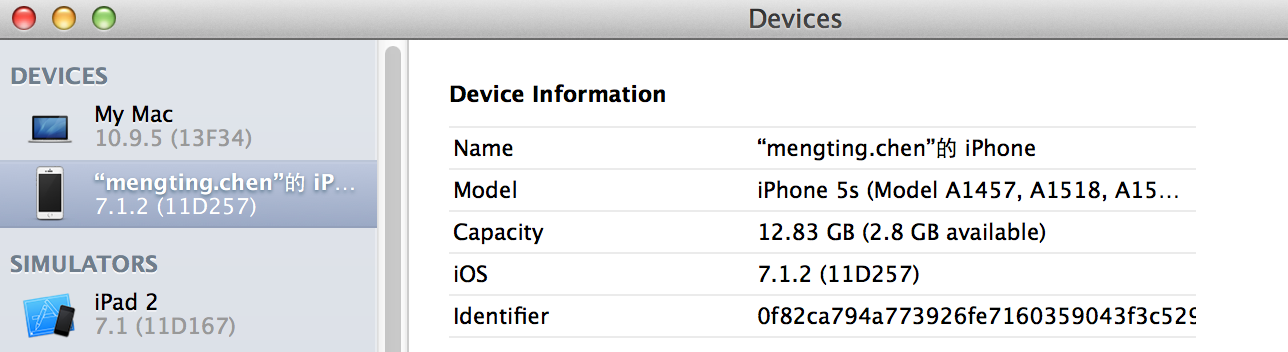 Devices
DEVICES
My Mac
10.9.5 (13F34)
“mengting.chen”的 iP...
7.1.2 (11D257)
SIMULATORS
iPad 2
7.1 (11D167)
Device Information
Name “mengting.chen”的 iPhone
Model iPhone 5s (Model A1457, A1518, A15...
Capacity 12.83 GB (2.8 GB available)
iOS 7.1.2 (11D257)
Identifier 0f82ca794a773926fe7160359043f3c529